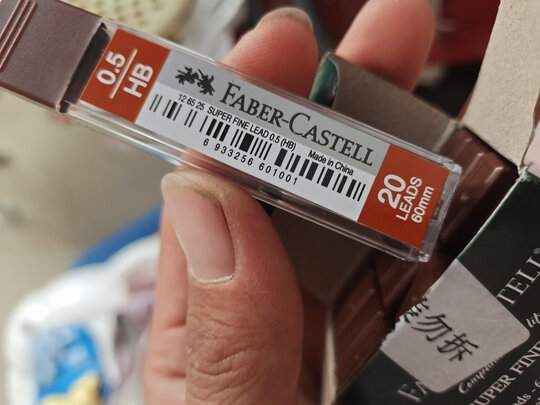 0.5
HB
FABER-CASTELL
12 65 25 SUPER FINE LEAD 0.5 (HB)
Made in China
6 933256 601001
20
LEADS
60mm
勿拆
SUPER FINE